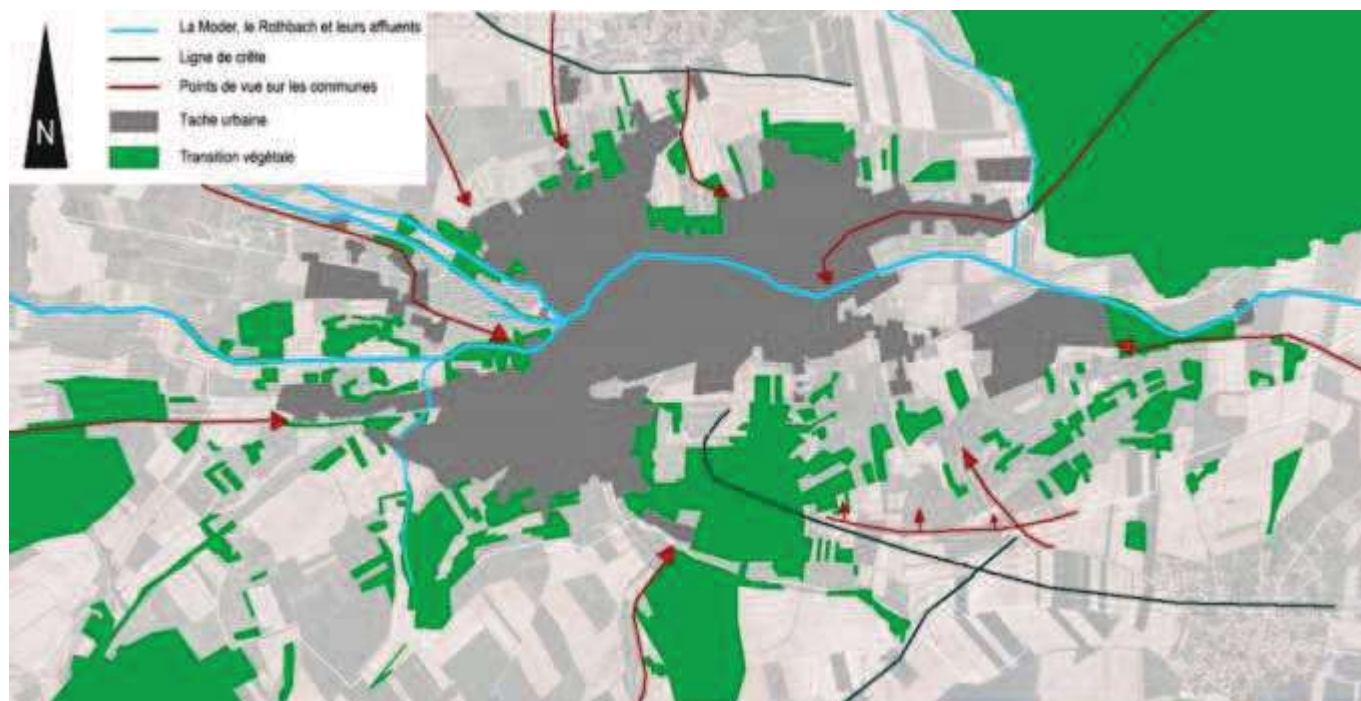 La Moder, le Rothbach et leurs affluents
Ligne de crête
Points de vue sur les communes
Tache urbaine
Transition végétale
N